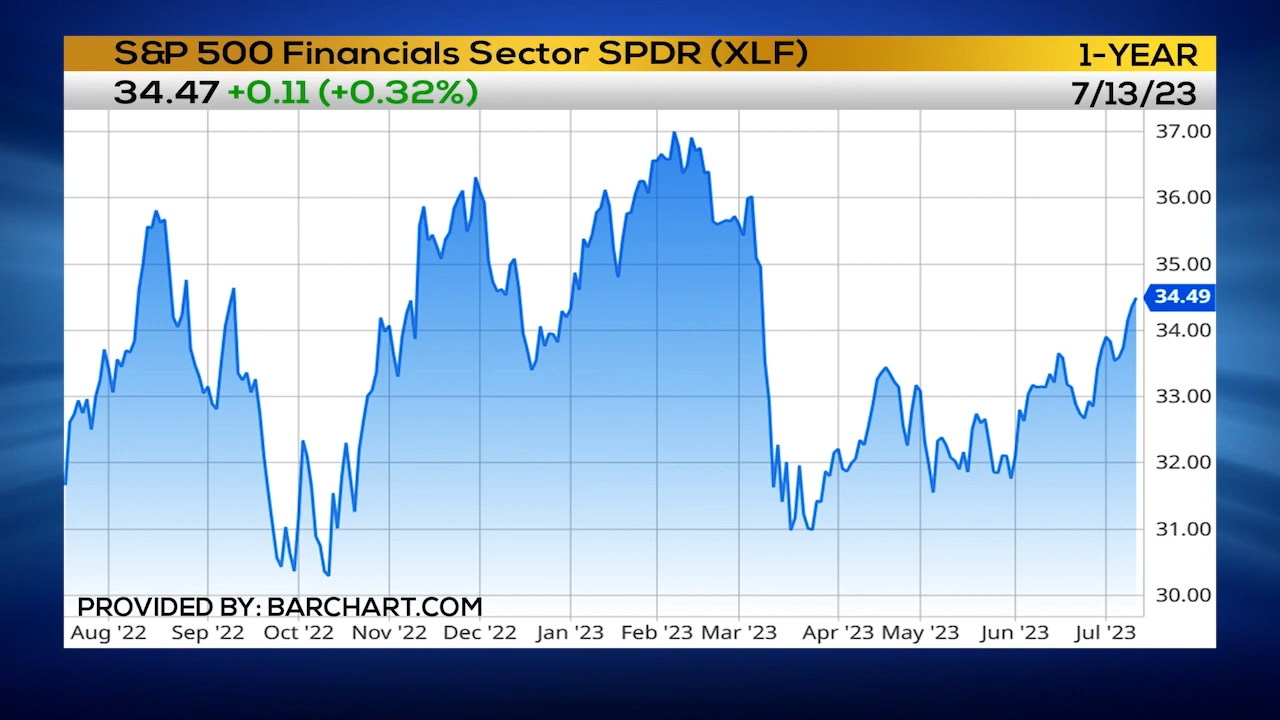 S&P 500 Financials Sector SPDR (XLF) 1-YEAR
34.47 +0.11 (+0.32%) 7/13/23
37.00
36.00
35.00
34.49
34.00
33.00
32.00
31.00
30.00
PROVIDED BY: BARCHART.COM
Aug '22 Sep '22 Oct '22 Nov '22 Dec '22 Jan '23 Feb '23 Mar '23 Apr '23 May '23 Jun '23 Jul '23